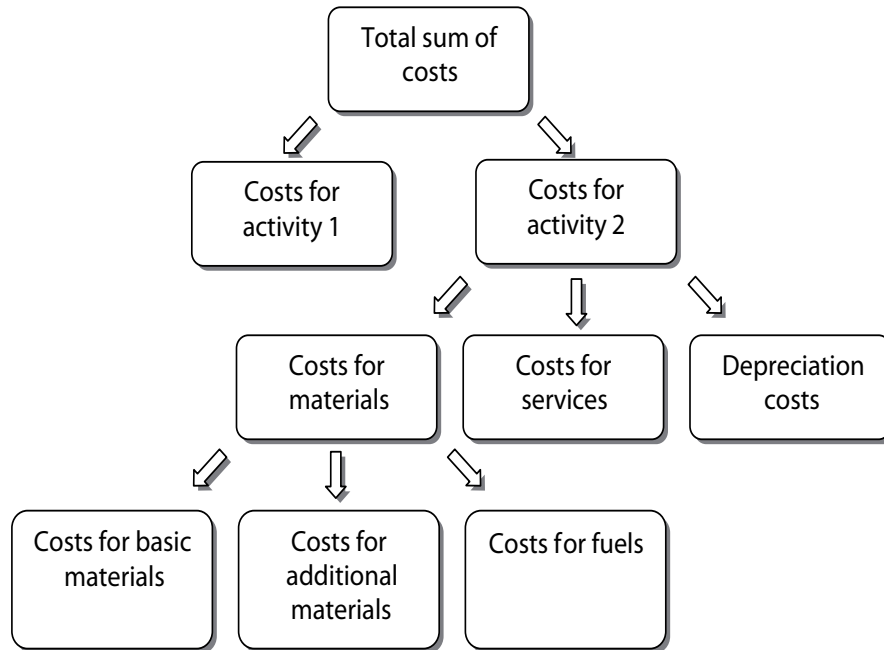 Total sum of
costs
Costs for
activity 1
Costs for
activity 2
Costs for
materials
Costs for
services
Depreciation
costs
Costs for basic
materials
Costs for
additional
materials
Costs for fuels